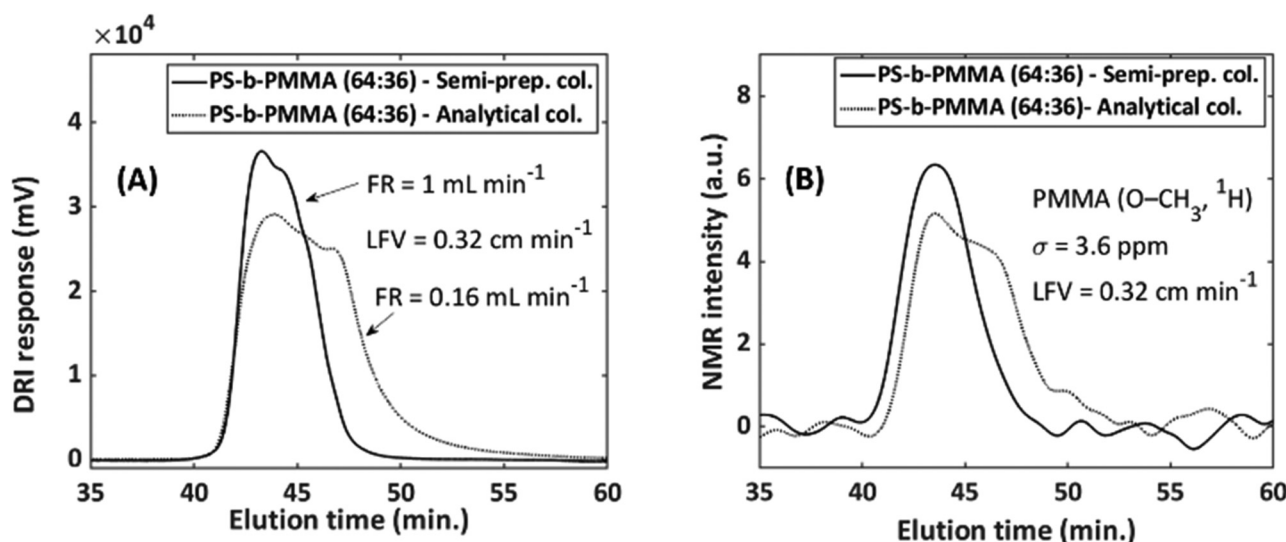 ×10⁴
PS-b-PMMA (64:36) - Semi-prep. col.
PS-b-PMMA (64:36) - Analytical col.
4
(A)
FR = 1 mL min⁻¹
3
LFV = 0.32 cm min⁻¹
2
FR = 0.16 mL min⁻¹
1
0
DRI response (mV)
35 40 45 50 55 60
Elution time (min.)
PS-b-PMMA (64:36) - Semi-prep. col.
PS-b-PMMA (64:36)- Analytical col.
8
(B)
6
PMMA (O–CH₃, ¹H)
σ = 3.6 ppm
4
LFV = 0.32 cm min⁻¹
2
0
NMR intensity (a.u.)
35 40 45 50 55 60
Elution time (min.)